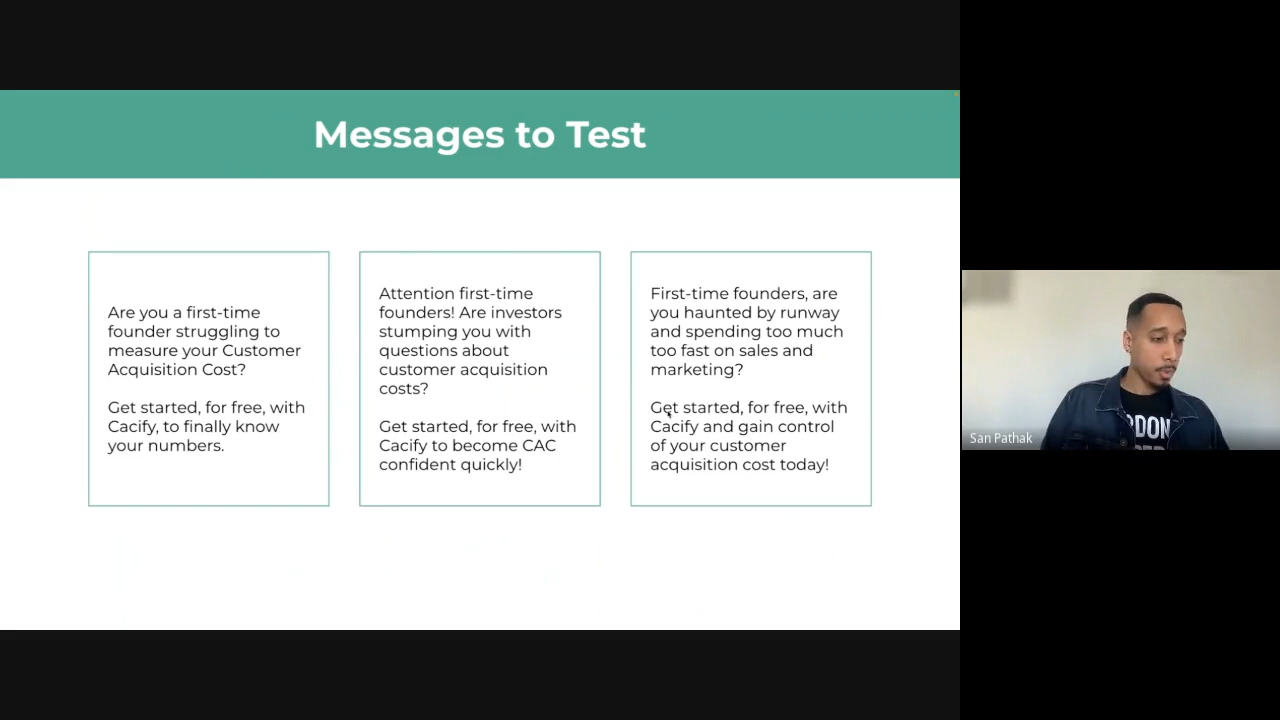 Messages to Test
Are you a first-time
founder struggling to
measure your Customer
Acquisition Cost?
Get started, for free, with
Cacify, to finally know
your numbers.
Attention first-time
founders! Are investors
stumping you with
questions about
customer acquisition
costs?
Get started, for free, with
Cacify to become CAC
confident quickly!
First-time founders, are
you haunted by runway
and spending too much
too fast on sales and
marketing?
Get started, for free, with
Cacify and gain control
of your customer
acquisition cost today!
San Pathak